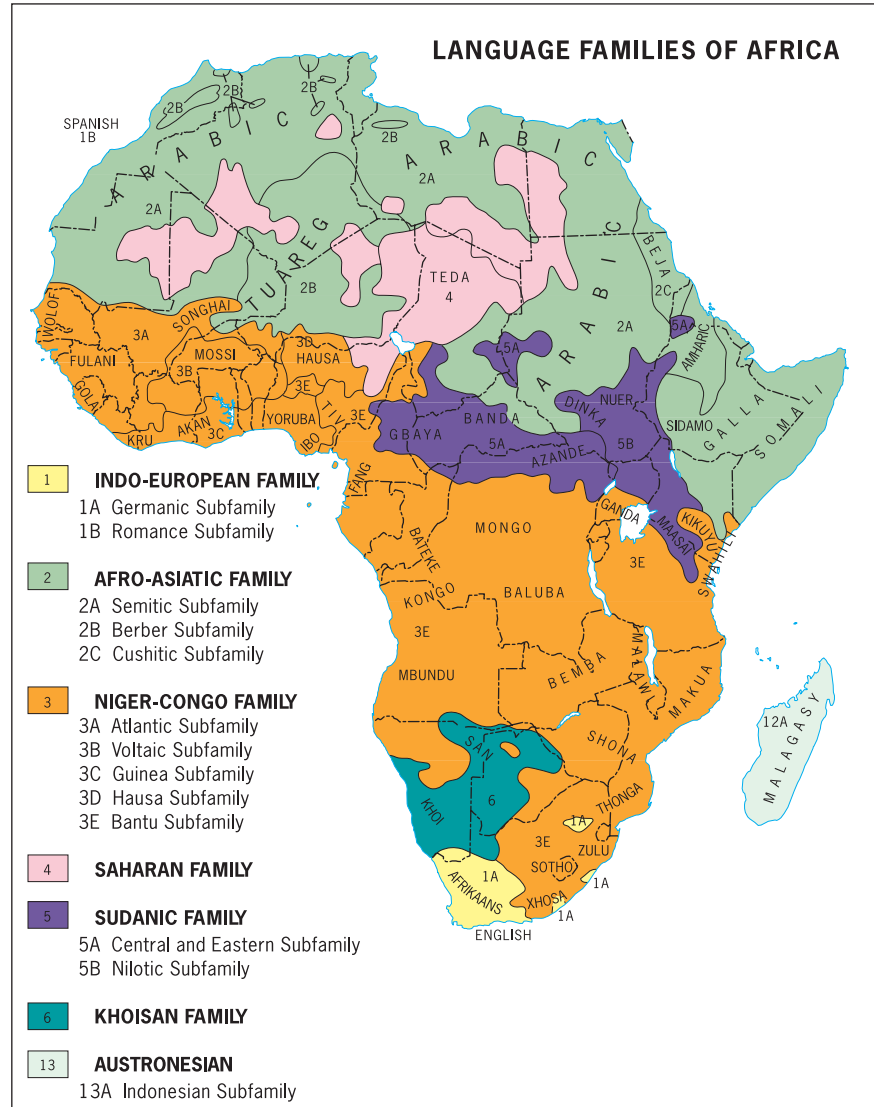 LANGUAGE FAMILIES OF AFRICA
SPANISH
1B
2B
2B
2B
2B
ARABIC
ARABIC
2A
2A
TUAREG
2B
TEDA
4
ARABIC
2A
BEJA
2C
5A
AMHARIC
WOLOF
3A
SONGHAI
FULANI
MOSSI
3B
3D
HAUSA
3E
GOLA
KRU
AKAN
3C
YORUBA
IBO
TIV
3E
5A
GBAYA
BANDA
5A
AZANDE
DINKA
NUER
5B
SIDAMO
GALLA
SOMALI
FANG
BATEKE
MONGO
GANDA
MAASAI
KIKUYU
SWAHILI
3E
KONGO
BALUBA
3E
MBUNDU
BEMBA
MALAW
MAKUA
SAN
SHONA
KHOI
6
THONGA
1A
3E
ZULU
SOTHO
1A
1A
AFRIKAANS
XHOSA
1A
ENGLISH
12A
MALAGASY
1 INDO-EUROPEAN FAMILY
1A Germanic Subfamily
1B Romance Subfamily
2 AFRO-ASIATIC FAMILY
2A Semitic Subfamily
2B Berber Subfamily
2C Cushitic Subfamily
3 NIGER-CONGO FAMILY
3A Atlantic Subfamily
3B Voltaic Subfamily
3C Guinea Subfamily
3D Hausa Subfamily
3E Bantu Subfamily
4 SAHARAN FAMILY
5 SUDANIC FAMILY
5A Central and Eastern Subfamily
5B Nilotic Subfamily
6 KHOISAN FAMILY
13 AUSTRONESIAN
13A Indonesian Subfamily